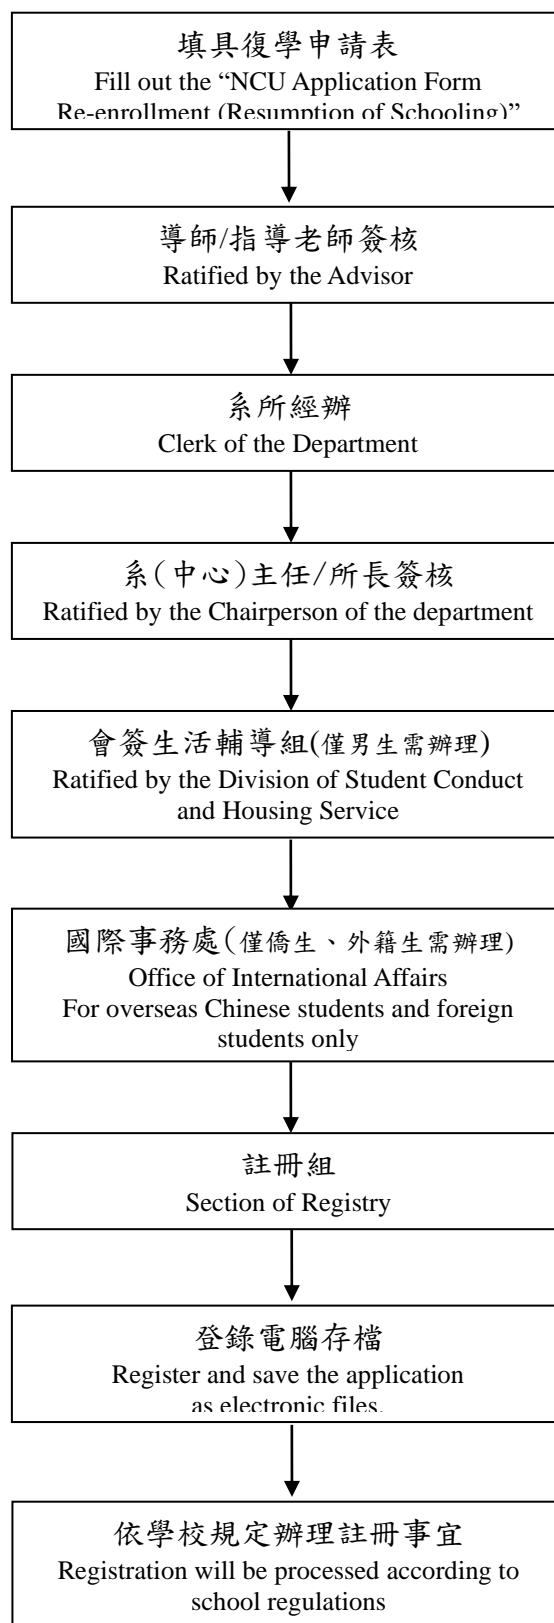 填具復學申請表
Fill out the “NCU Application Form
Re-enrollment (Resumption of Schooling)”
導師/指導老師簽核
Ratified by the Advisor
系所經辦
Clerk of the Department
系(中心)主任/所長簽核
Ratified by the Chairperson of the department
會簽生活輔導組(僅男生需辦理)
Ratified by the Division of Student Conduct
and Housing Service
國際事務處(僅僑生、外籍生需辦理)
Office of International Affairs
For overseas Chinese students and foreign
students only
註冊組
Section of Registry
登錄電腦存檔
Register and save the application
as electronic files.
依學校規定辦理註冊事宜
Registration will be processed according to
school regulations